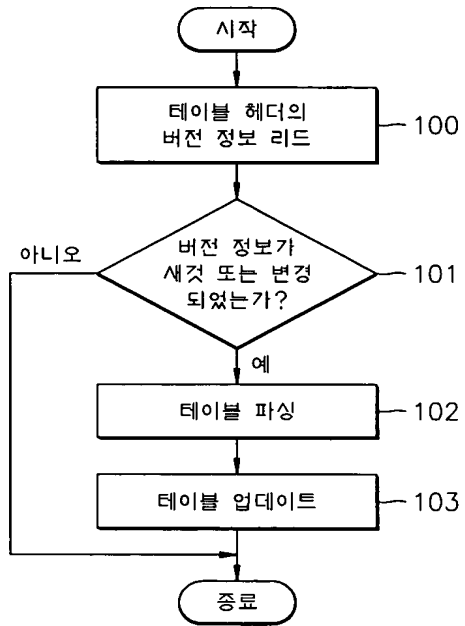 시작
테이블 헤더의
버전 정보 리드
100
버전 정보가
새것 또는 변경
되었는가?
101
아니오
예
테이블 파싱
102
테이블 업데이트
103
종료